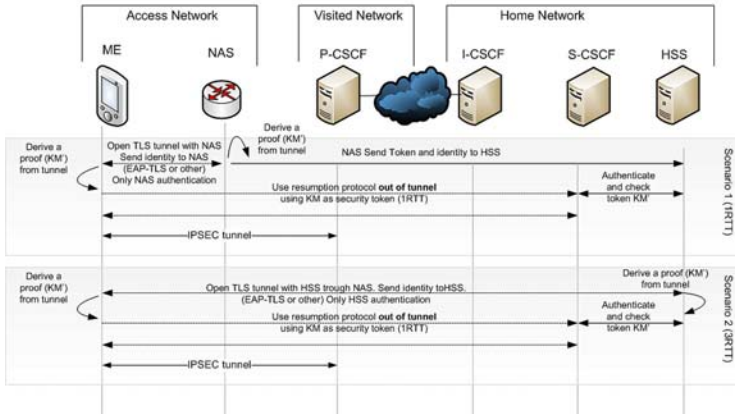 Access Network
Visited Network
Home Network
ME
NAS
P-CSCF
I-CSCF
S-CSCF
HSS
Derive a
proof (KM')
from tunnel
Open TLS tunnel with NAS
Send identity to NAS
(EAP-TLS or other)
Only NAS authentication
Derive a
proof (KM')
from tunnel
NAS Send Token and identity to HSS
Use resumption protocol out of tunnel
using KM as security token (1RTT)
Authenticate
and check
token KM'
IPSEC tunnel
Scenario 1 (1RTT)
Derive a
proof (KM')
from tunnel
Open TLS tunnel with HSS trough NAS. Send identity toHSS.
(EAP-TLS or other) Only HSS authentication
Derive a proof (KM')
from tunnel
Use resumption protocol out of tunnel
using KM as security token (1RTT)
Authenticate
and check
token KM'
IPSEC tunnel
Scenario 2 (3RTT)